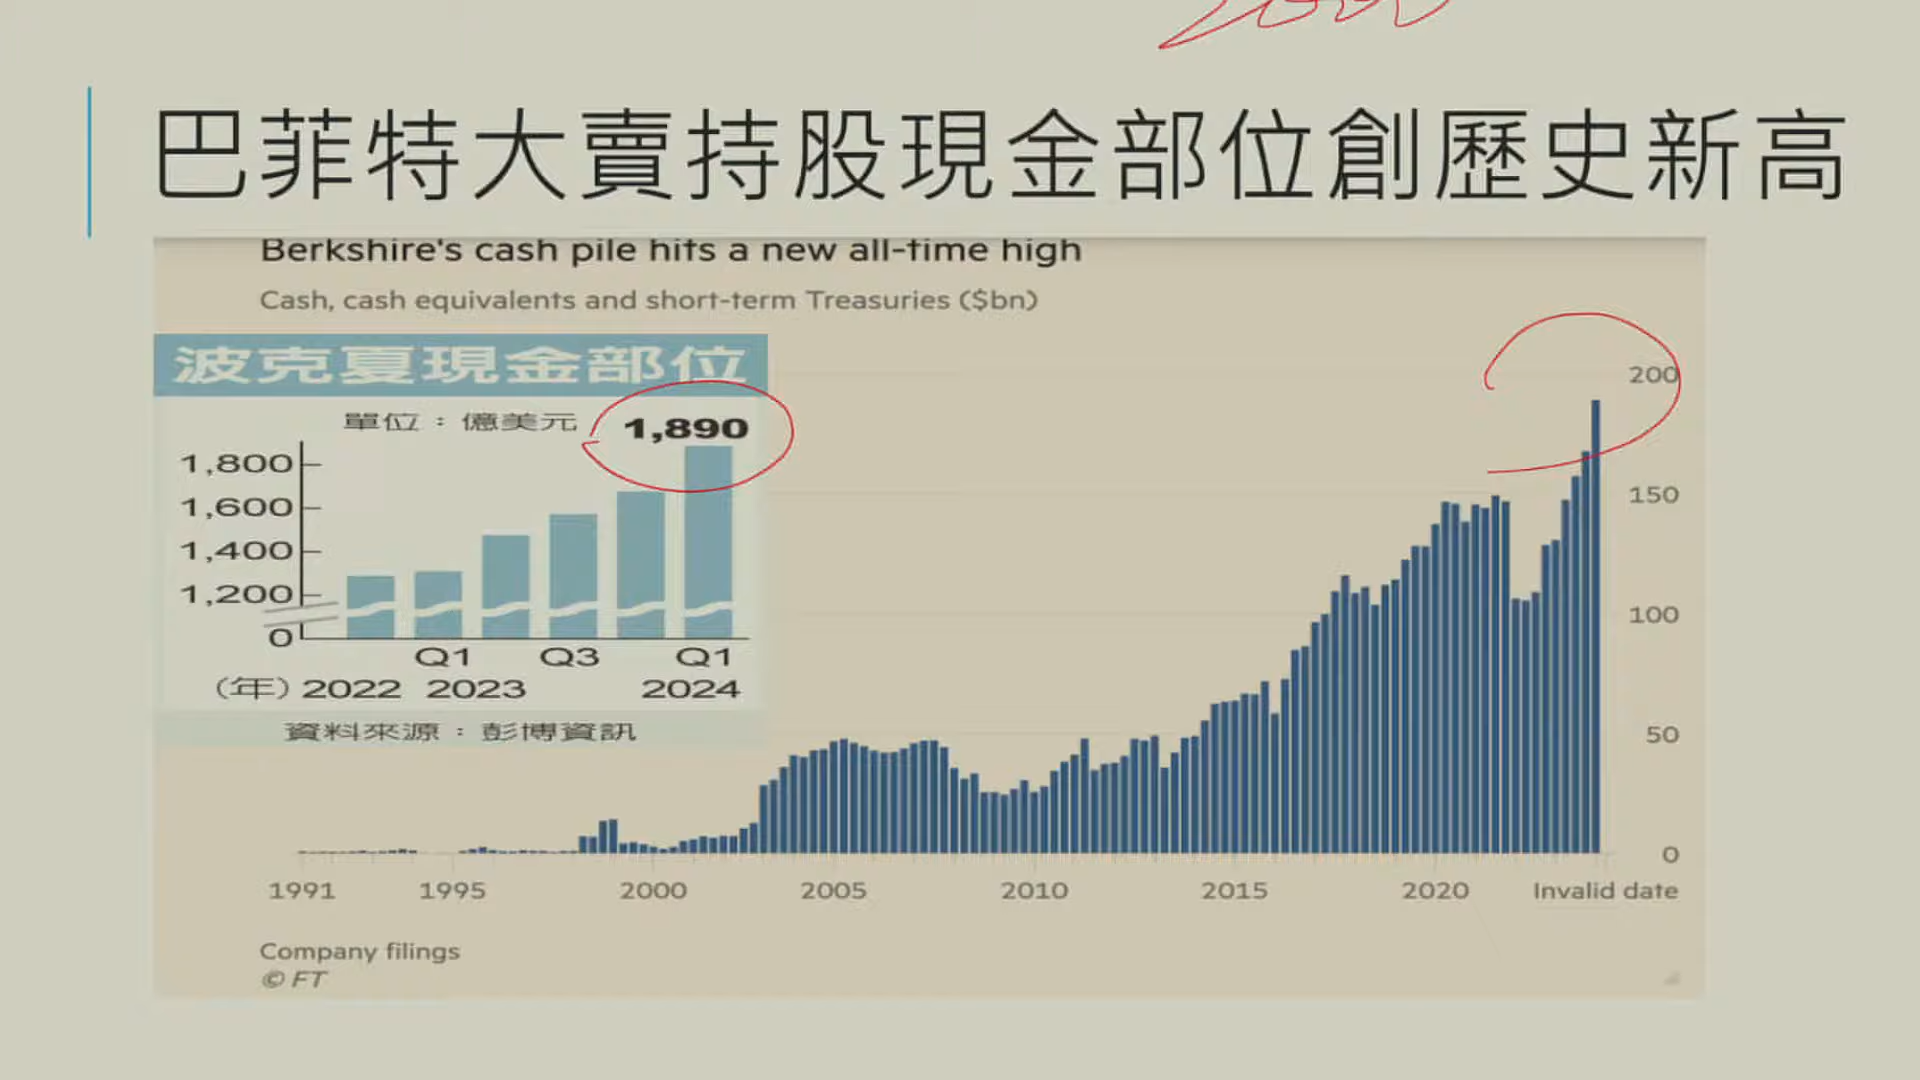 巴菲特大賣持股現金部位創歷史新高
Berkshire's cash pile hits a new all-time high
Cash, cash equivalents and short-term Treasuries ($bn)
波克夏現金部位
單位：億美元
1,890
1,800
1,600
1,400
1,200
0
Q1 Q3 Q1
(年) 2022 2023 2024
資料來源：彭博資訊
200
150
100
50
0
1991 1995 2000 2005 2010 2015 2020 Invalid date
Company filings
© FT